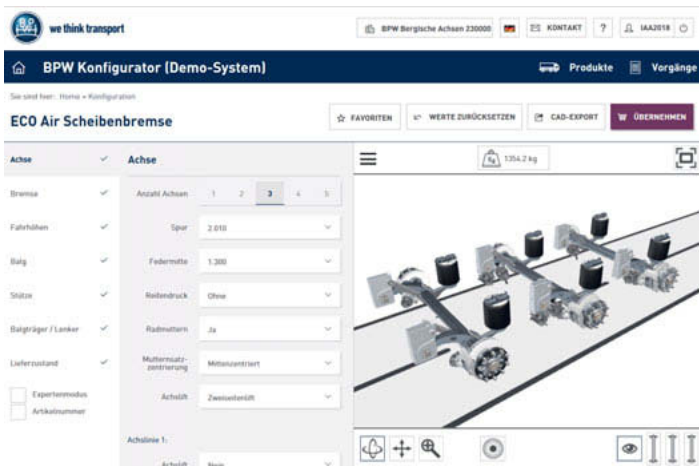 BPW
we think transport
BPW Bergische Achsen 230000
KONTAKT
?
IAA2018
BPW Konfigurator (Demo-System)
Produkte
Vorgänge
Sie sind hier: Home » Konfiguration
ECO Air Scheibenbremse
FAVORITEN
WERTE ZURÜCKSETZEN
CAD-EXPORT
ÜBERNEHMEN
Achse
Bremse
Fahrhöhen
Balg
Stütze
Balgträger / Lenker
Lieferzustand
Expertenmodus
Artikelnummer
Achse
Anzahl Achsen 1 2 3 4 5
Spur 2.010
Federmitte 1.300
Reifendruck Ohne
Radmuttern Ja
Mutternsatz-
zentrierung Mittenzentriert
Achslift Zweiseitenlift
Achslinie 1:
Achslift Nein
Kg 1354.2 kg